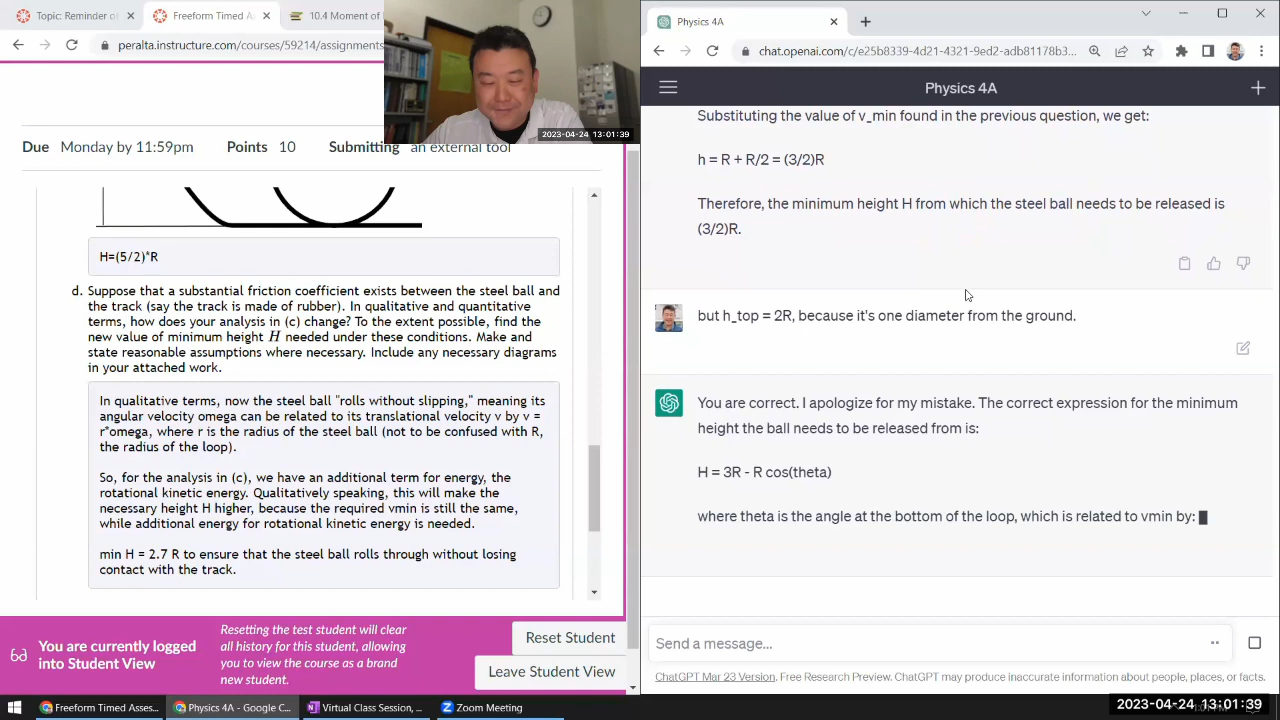 Topic: Reminder of
Freeform Timed As
10.4 Moment of
peralta.instructure.com/courses/59214/assignments
2023-04-24 13:01:39
Due Monday by 11:59pm Points 10 Submitting an external tool
H=(5/2)*R
d. Suppose that a substantial friction coefficient exists between the steel ball and
the track (say the track is made of rubber). In qualitative and quantitative
terms, how does your analysis in (c) change? To the extent possible, find the
new value of minimum height H needed under these conditions. Make and
state reasonable assumptions where necessary. Include any necessary diagrams
in your attached work.
In qualitative terms, now the steel ball "rolls without slipping," meaning its
angular velocity omega can be related to its translational velocity v by v =
r*omega, where r is the radius of the steel ball (not to be confused with R,
the radius of the loop).
So, for the analysis in (c), we have an additional term for energy, the
rotational kinetic energy. Qualitatively speaking, this will make the
necessary height H higher, because the required vmin is still the same,
while additional energy for rotational kinetic energy is needed.
min H = 2.7 R to ensure that the steel ball rolls through without losing
contact with the track.
You are currently logged
into Student View
Resetting the test student will clear
all history for this student, allowing
you to view the course as a brand
new student.
Reset Student
Leave Student View
Physics 4A
chat.openai.com/c/e25b8339-4d21-4321-9ed2-adb81178b3...
Physics 4A
Substituting the value of v_min found in the previous question, we get:
h = R + R/2 = (3/2)R
Therefore, the minimum height H from which the steel ball needs to be released is
(3/2)R.
but h_top = 2R, because it's one diameter from the ground.
You are correct. I apologize for my mistake. The correct expression for the minimum
height the ball needs to be released from is:
H = 3R - R cos(theta)
where theta is the angle at the bottom of the loop, which is related to vmin by:
Send a message...
ChatGPT Mar 23 Version. Free Research Preview. ChatGPT may produce inaccurate information about people, places, or facts.
Freeform Timed Asses...
Physics 4A - Google C...
Virtual Class Session, ...
Zoom Meeting
2023-04-24 13:01:39